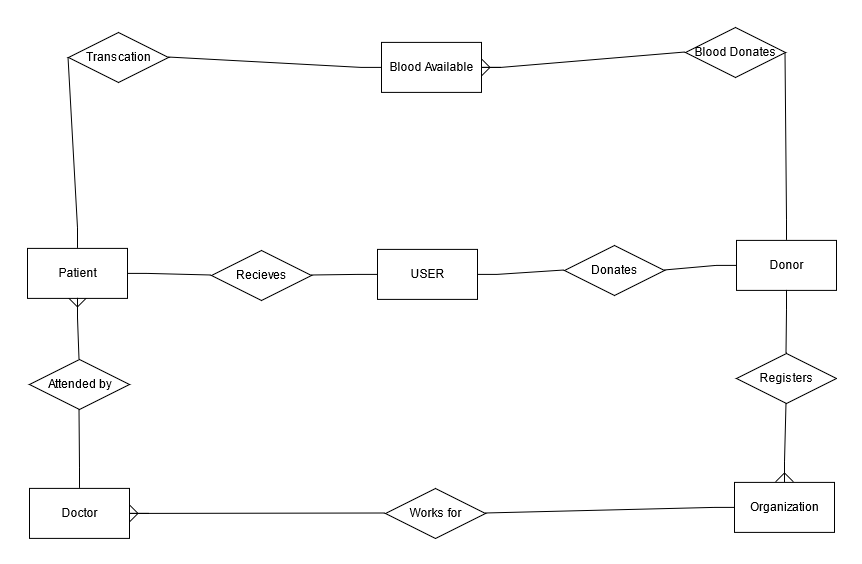 Transcation
Blood Available
Blood Donates
Patient
Recieves
USER
Donates
Donor
Attended by
Registers
Doctor
Works for
Organization